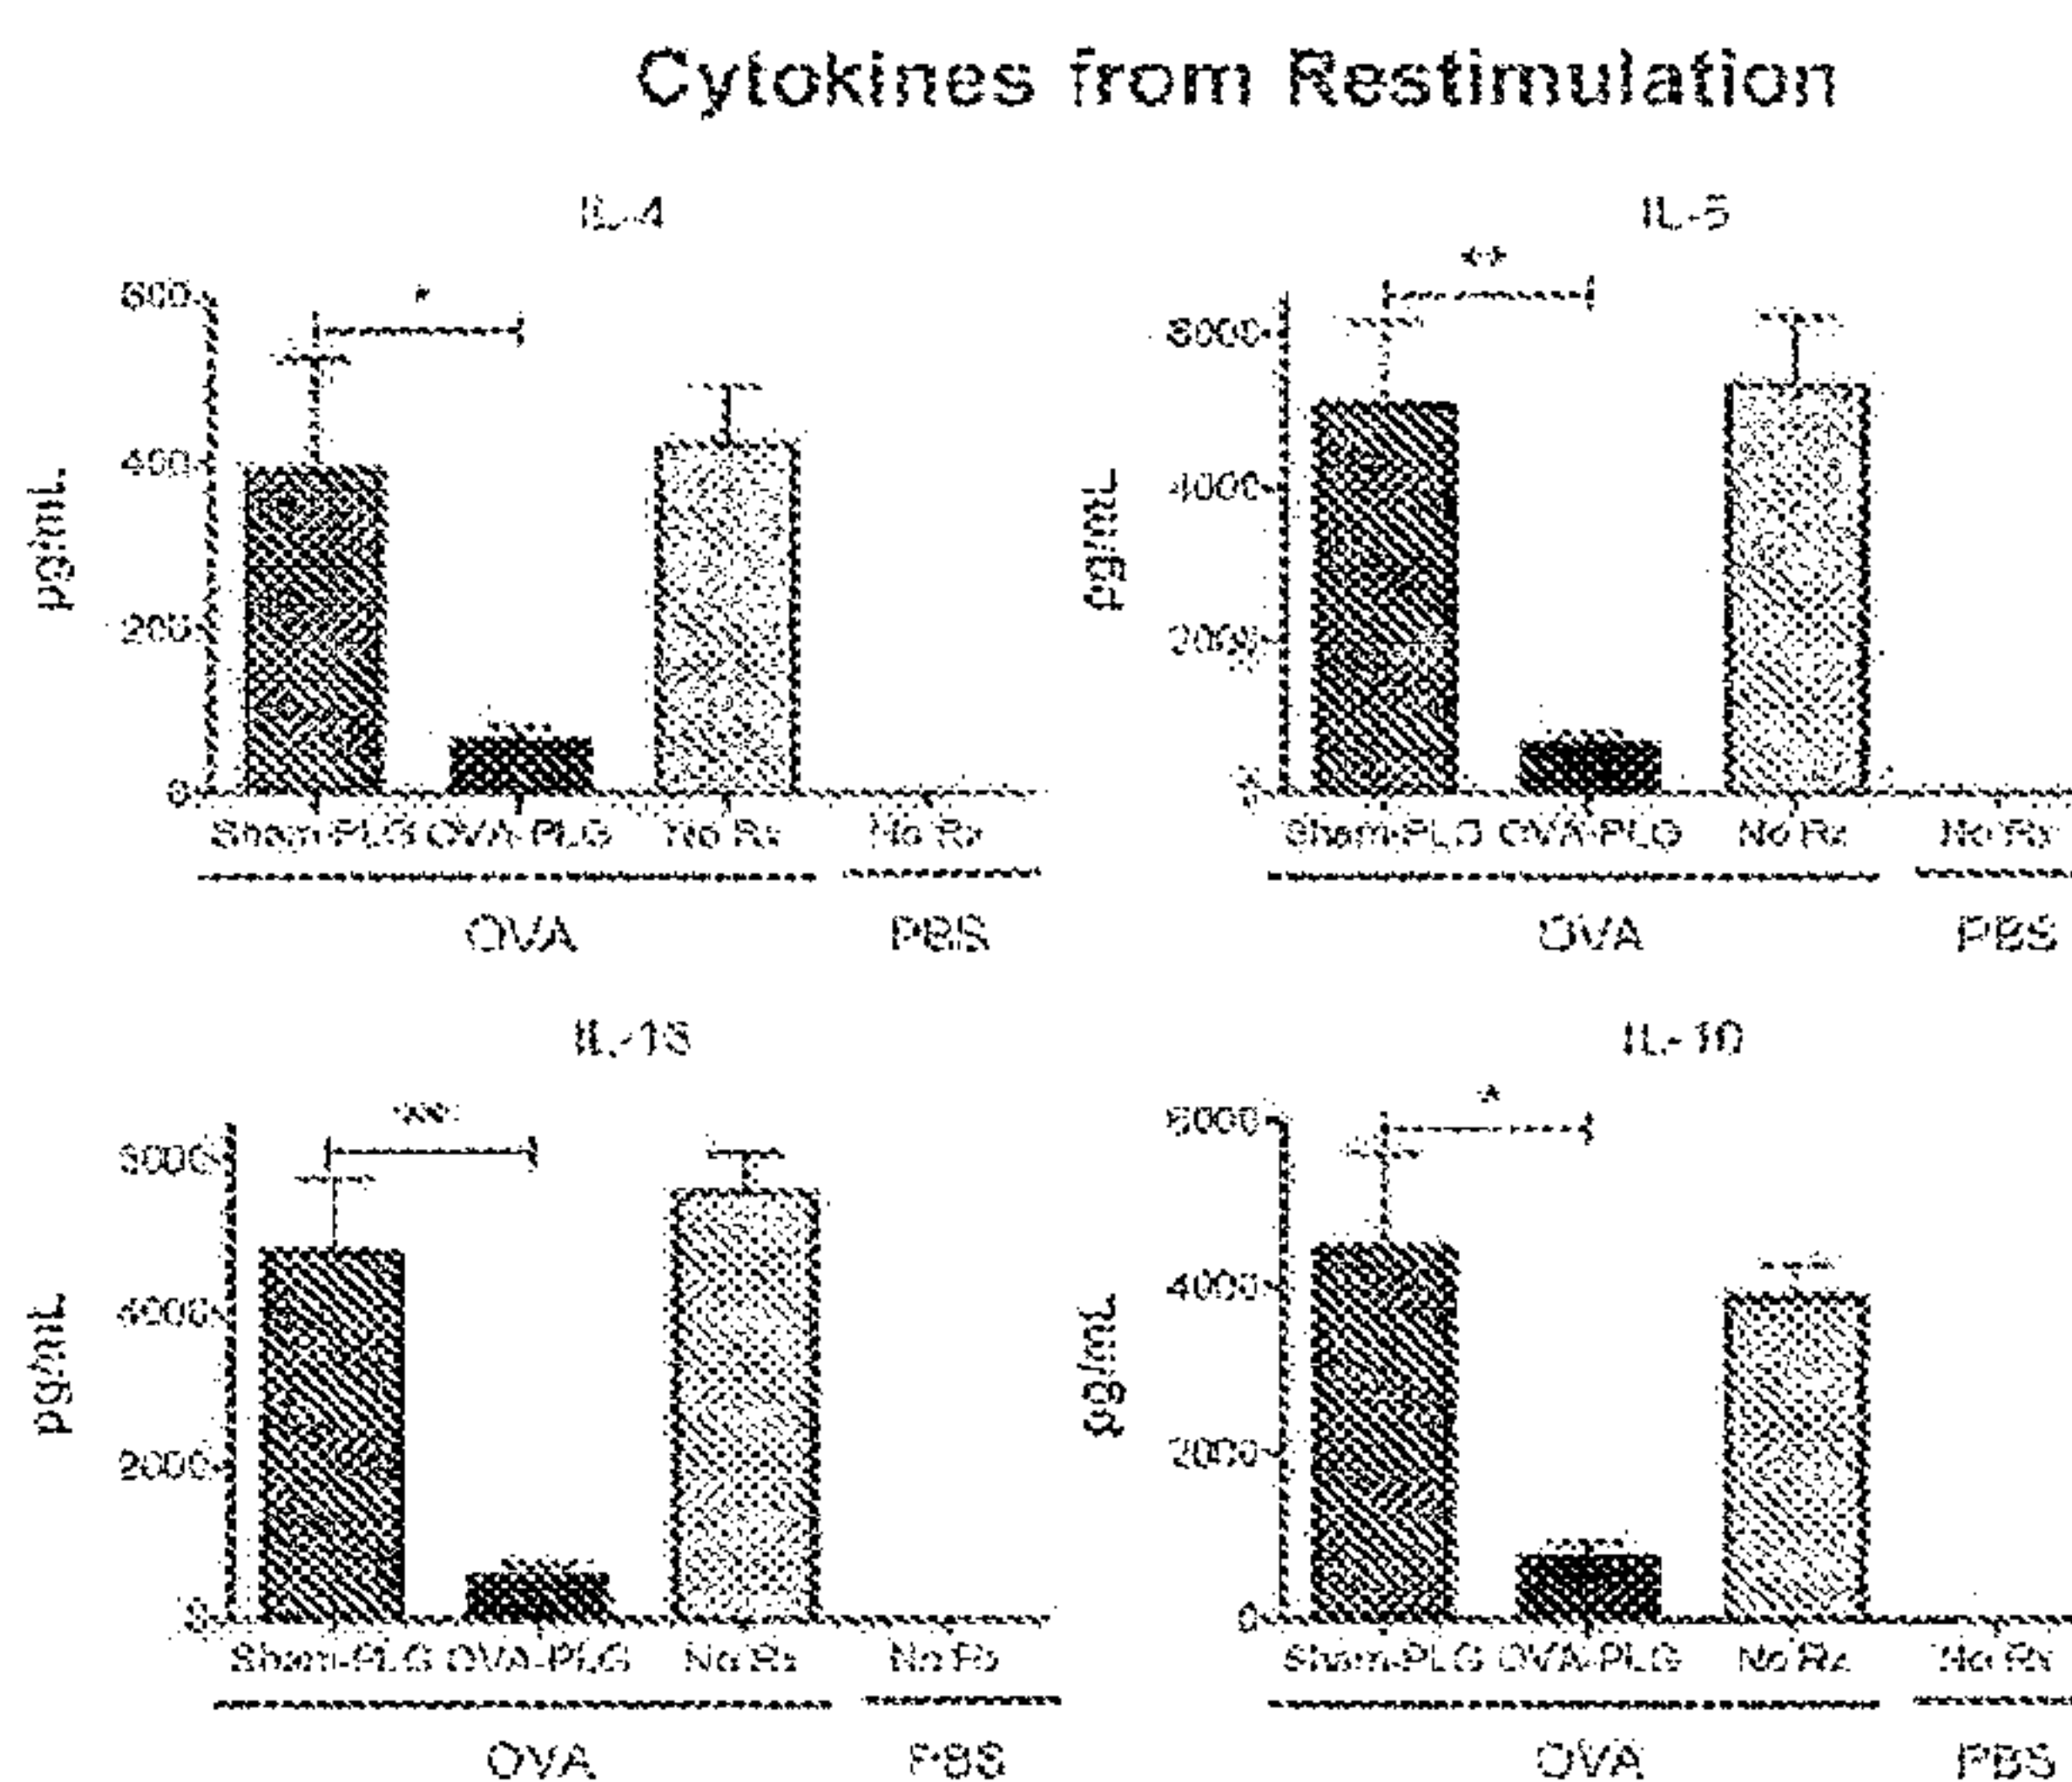 Cytokines from Restimulation
IL-4
*
600
400
200
0
pg/mL
Sham-PLG OVA-PLG No Rx No Rx
OVA PBS
IL-5
**
6000
4000
2000
pg/mL
Sham-PLG OVA-PLG No Rx No Rx
OVA PBS
IL-13
6000
4000
2000
0
pg/mL
Sham-PLG OVA-PLG No Rx No Rx
OVA PBS
IL-10
*
6000
4000
2000
0
pg/mL
Sham-PLG OVA-PLG No Rx No Rx
OVA PBS